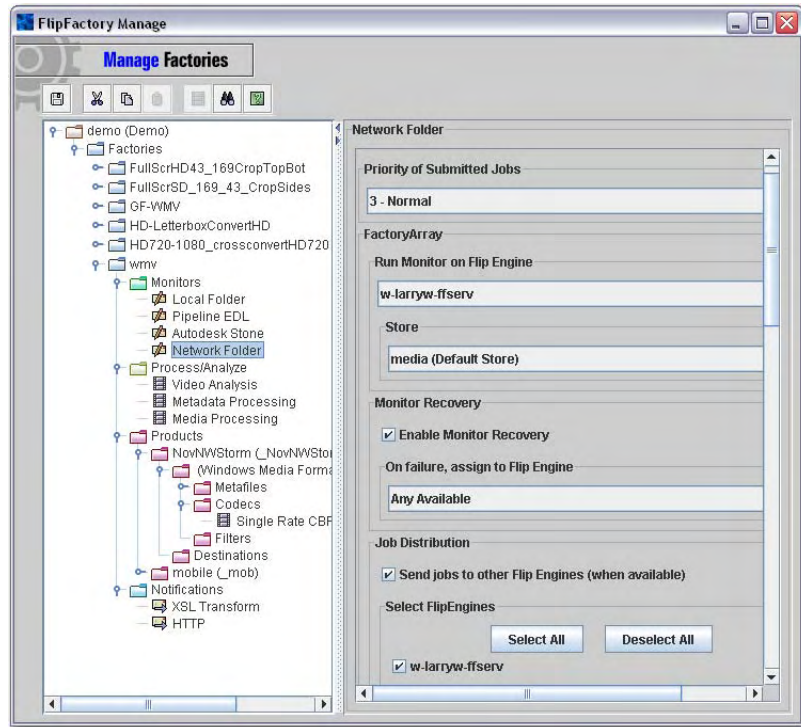 FlipFactory Manage
Manage Factories
demo (Demo)
Factories
FullScrHD43_169CropTopBot
FullScrSD_169_43_CropSides
GF-WMV
HD-LetterboxConvertHD
HD720-1080_crossconvertHD720
wmv
Monitors
Local Folder
Pipeline EDL
Autodesk Stone
Network Folder
Process/Analyze
Video Analysis
Metadata Processing
Media Processing
Products
NovNWStorm (_NovNWStor
(Windows Media Forma
Metafiles
Codecs
Single Rate CBF
Filters
Destinations
mobile (_mob)
Notifications
XSL Transform
HTTP
Network Folder
Priority of Submitted Jobs
3 - Normal
FactoryArray
Run Monitor on Flip Engine
w-larryw-ffserv
Store
media (Default Store)
Monitor Recovery
Enable Monitor Recovery
On failure, assign to Flip Engine
Any Available
Job Distribution
Send jobs to other Flip Engines (when available)
Select FlipEngines
Select All Deselect All
w-larryw-ffserv